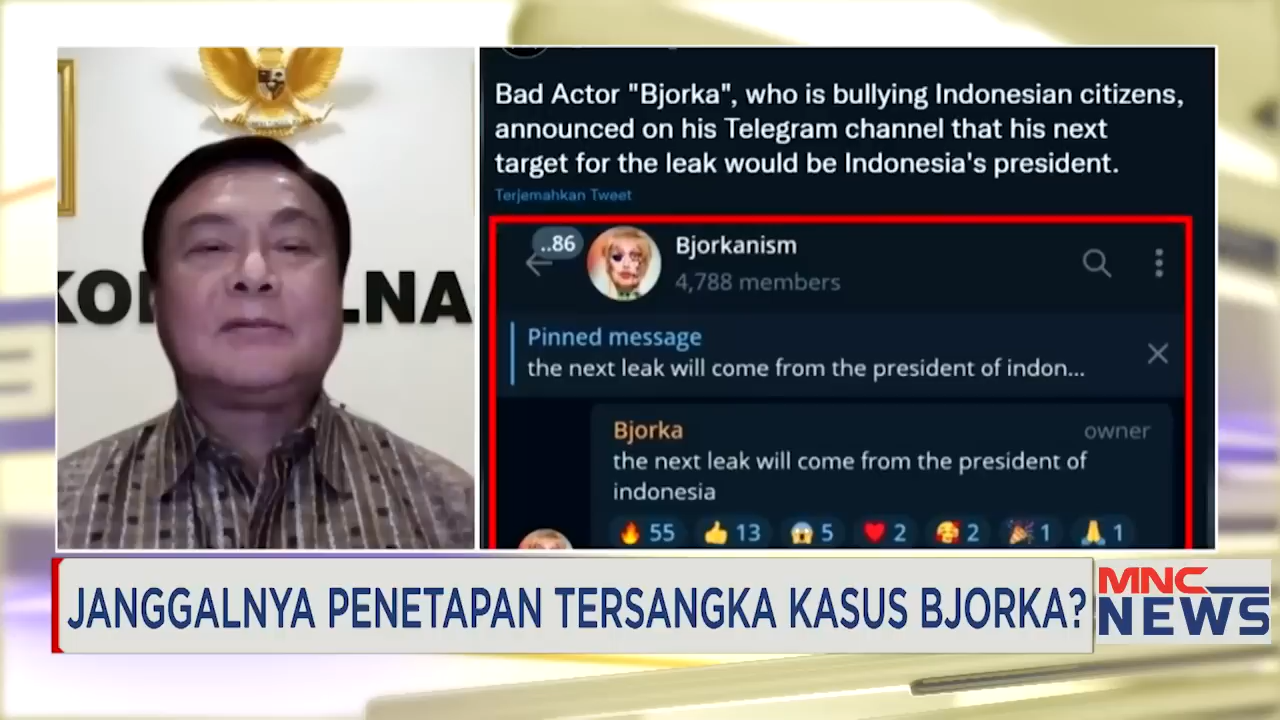 KO
LNA
Bad Actor "Bjorka", who is bullying Indonesian citizens,
announced on his Telegram channel that his next
target for the leak would be Indonesia's president.
Terjemahkan Tweet
..86
Bjorkanism
4,788 members
Pinned message
the next leak will come from the president of indon...
Bjorka
owner
the next leak will come from the president of
indonesia
55 13 5 2 2 1 1
JANGGALNYA PENETAPAN TERSANGKA KASUS BJORKA?
MNC
NEWS